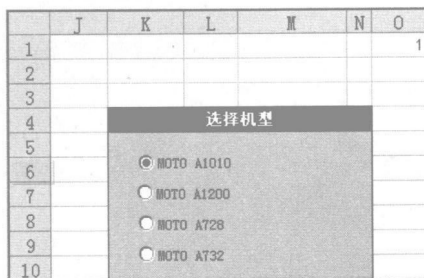 J K L M N O
1 1
2
3
4 选择机型
5
6 MOTO A1010
7 MOTO A1200
8 MOTO A728
9 MOTO A732
10